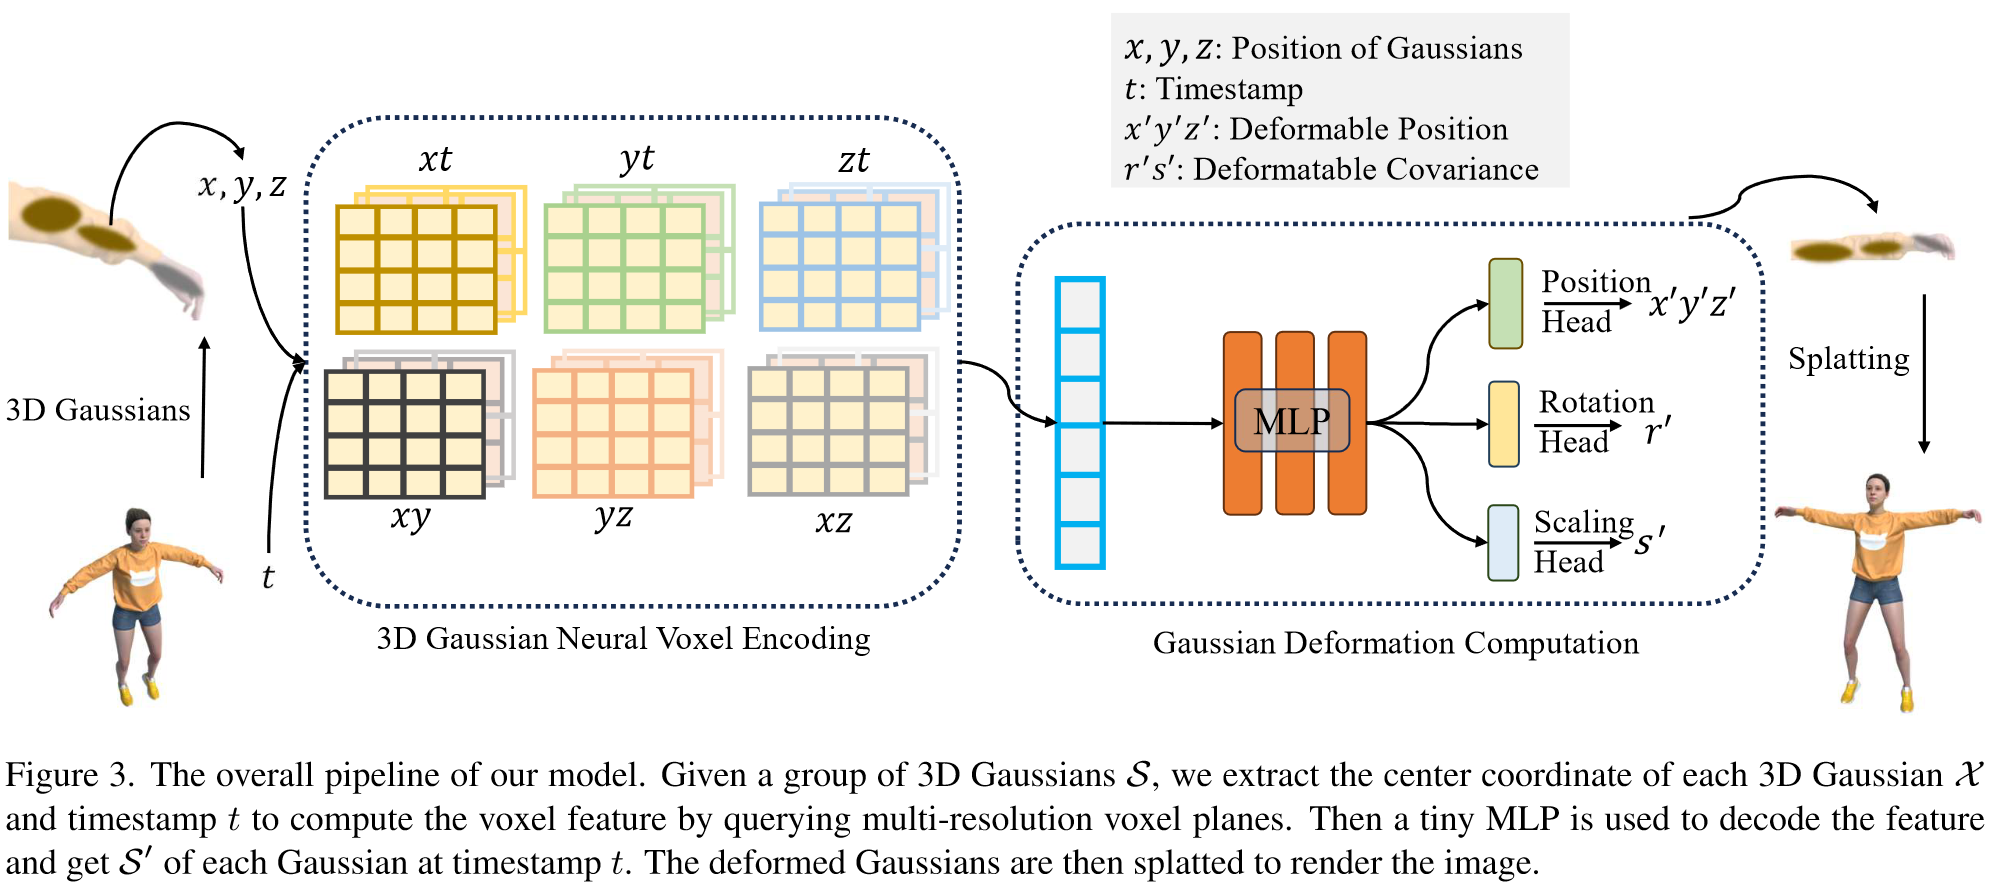 x, y, z: Position of Gaussians
t: Timestamp
x′y′z′: Deformable Position
r′s′: Deformatable Covariance
x, y, z
3D Gaussians
t
xt
yt
zt
xy
yz
xz
3D Gaussian Neural Voxel Encoding
MLP
Position
Head
x′y′z′
Rotation
Head
r′
Scaling
Head
s′
Gaussian Deformation Computation
Splatting
Figure 3. The overall pipeline of our model. Given a group of 3D Gaussians 𝒮, we extract the center coordinate of each 3D Gaussian 𝒳
and timestamp t to compute the voxel feature by querying multi-resolution voxel planes. Then a tiny MLP is used to decode the feature
and get 𝒮′ of each Gaussian at timestamp t. The deformed Gaussians are then splatted to render the image.